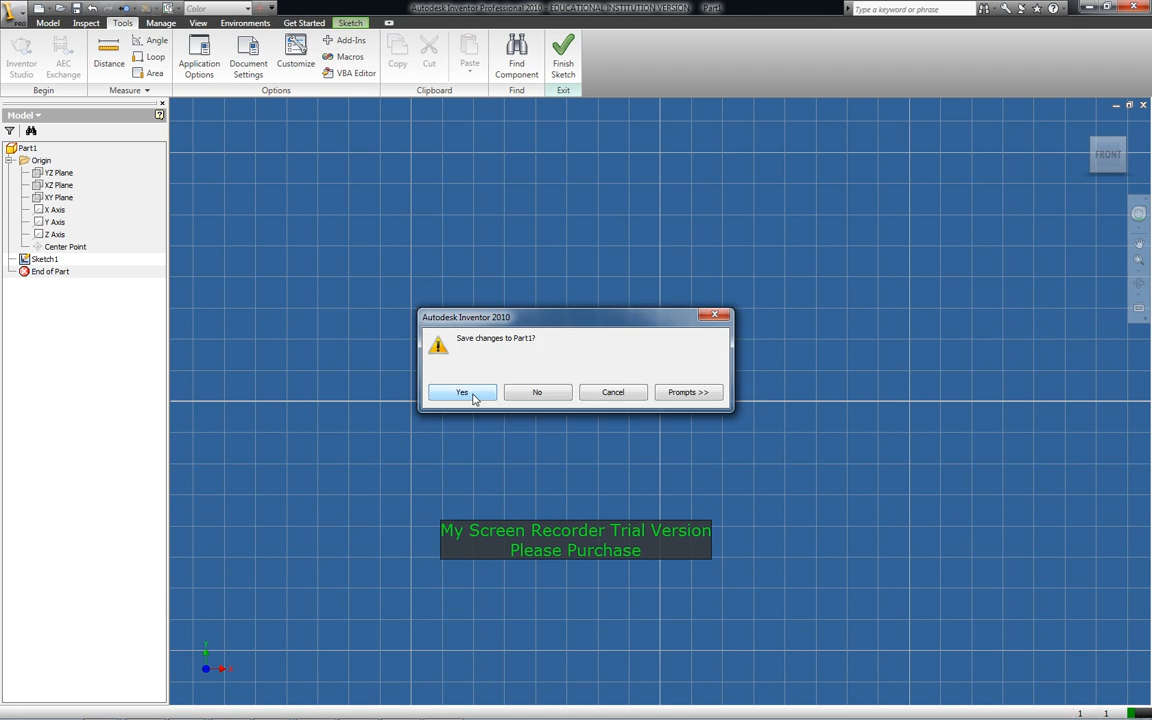 Color
Autodesk Inventor Professional 2010 - EDUCATIONAL INSTITUTION VERSION Part1
Type a keyword or phrase
PRO
Model Inspect Tools Manage View Environments Get Started Sketch
Inventor Studio
AEC Exchange
Begin
Distance
Angle
Loop
Area
Measure
Application Options
Document Settings
Customize
Add-Ins
Macros
VBA Editor
Options
Copy
Cut
Paste
Clipboard
Find Component
Find
Finish Sketch
Exit
Model
Part1
Origin
YZ Plane
XZ Plane
XY Plane
X Axis
Y Axis
Z Axis
Center Point
Sketch1
End of Part
FRONT
Autodesk Inventor 2010
Save changes to Part1?
Yes No Cancel Prompts >>
My Screen Recorder Trial Version
Please Purchase
Y
X
1 1